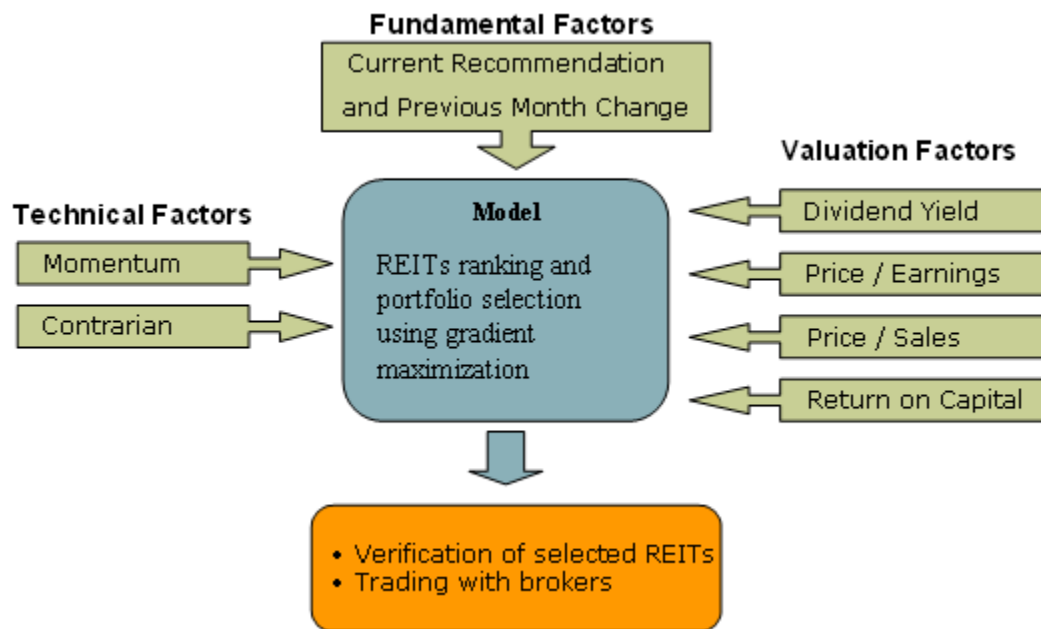 Fundamental Factors
Current Recommendation
and Previous Month Change
Technical Factors
Momentum
Contrarian
Model
REITs ranking and
portfolio selection
using gradient
maximization
Valuation Factors
Dividend Yield
Price / Earnings
Price / Sales
Return on Capital
• Verification of selected REITs
• Trading with brokers